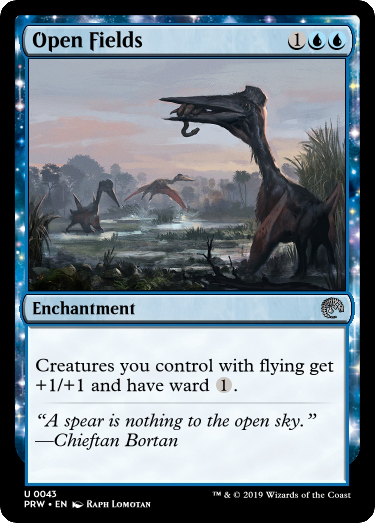 Open Fields 1
Enchantment
Creatures you control with flying get
+1/+1 and have ward 1.
“A spear is nothing to the open sky.”
—Chieftan Bortan
U 0043
PRW • EN Raph Lomotan
™ & © 2019 Wizards of the Coast